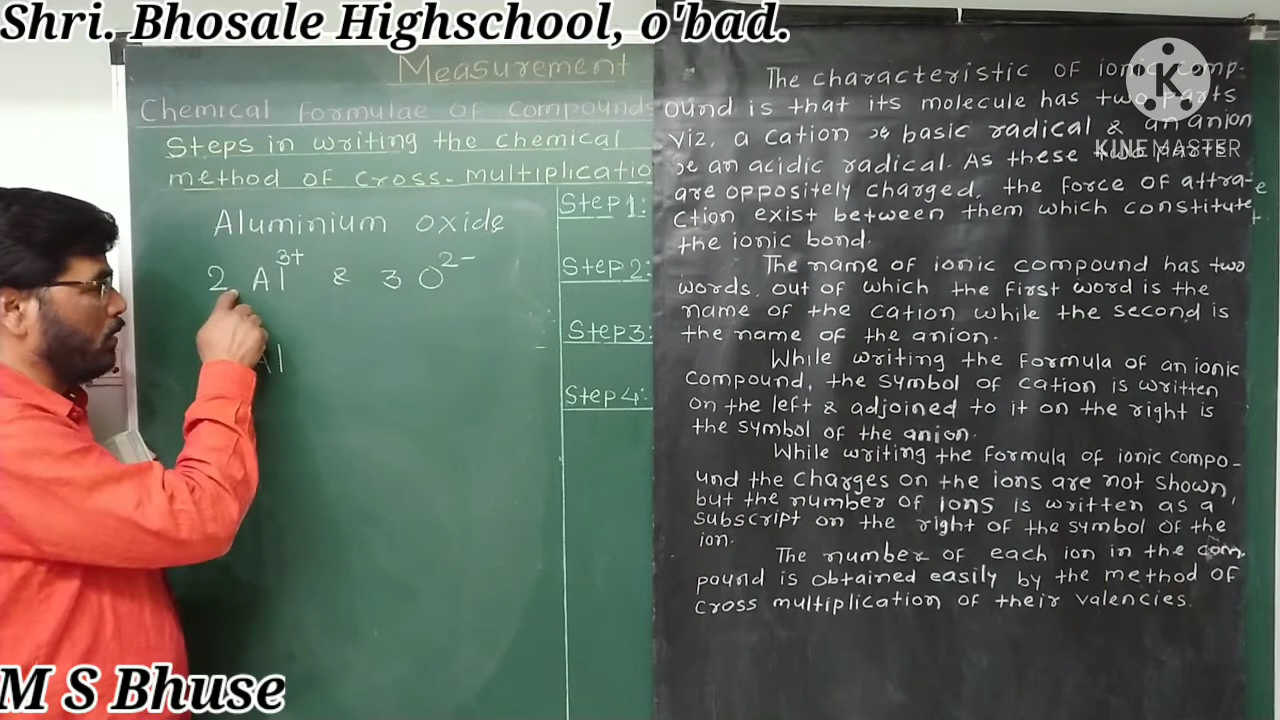 Shri. Bhosale Highschool, o'bad.
Measurement
Chemical formulae of compounds
Steps in writing the chemical
method of cross-multiplicatio
Aluminium oxide
2 Al3+ & 3 O2-
Al
Step 1:
Step 2:
Step 3:
Step 4:
The characteristic of ionic comp-
ound is that its molecule has two parts
viz, a cation basic radical & an anion
an acidic radical. As these two parts
are oppositely charged, the force of attra-
ction exist between them which constitute
the ionic bond.
The name of ionic compound has two
words, out of which the first word is the
name of the cation while the second is
the name of the anion.
While writing the formula of an ionic
compound, the symbol of cation is written
on the left & adjoined to it on the right is
the symbol of the anion.
While writing the formula of ionic compo-
und the charges on the ions are not shown,
but the number of ions is written as a
subscript on the right of the symbol of the
ion.
The number of each ion in the com
pound is obtained easily by the method of
cross multiplication of their valencies.
K
KINEMASTER
M S Bhuse